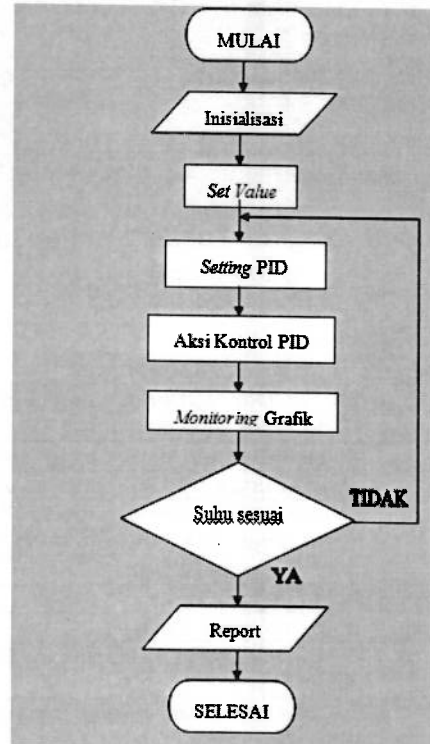 MULAI
Inisialisasi
Set Value
Setting PID
Aksi Kontrol PID
Monitoring Grafik
Suhu sesuai
TIDAK
YA
Report
SELESAI